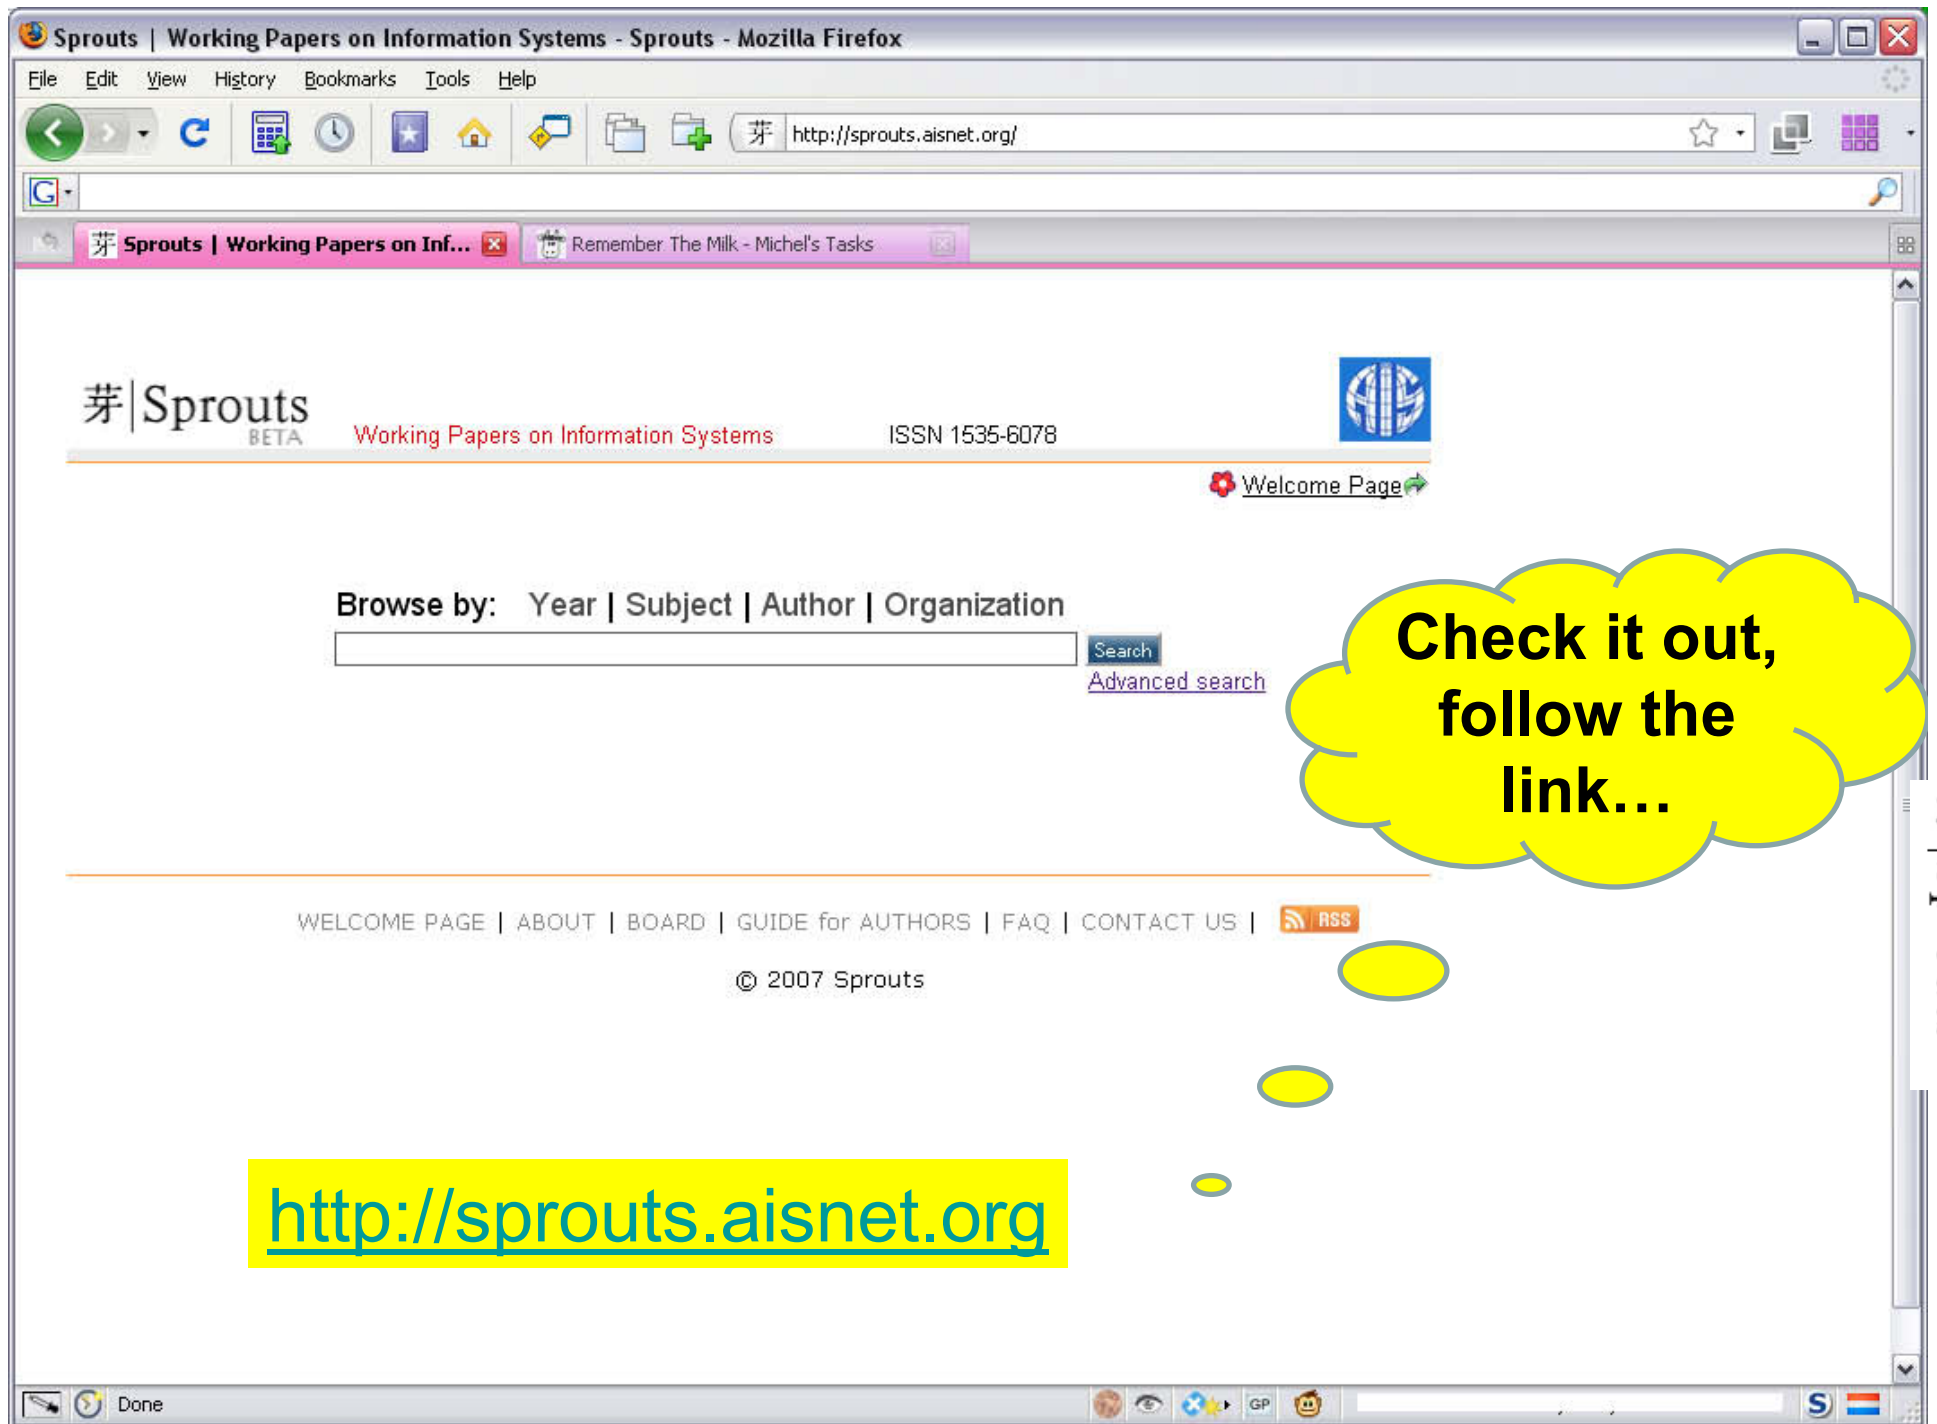 Sprouts | Working Papers on Information Systems - Sprouts - Mozilla Firefox
File Edit View History Bookmarks Tools Help
芽 http://sprouts.aisnet.org/
G
芽 Sprouts | Working Papers on Inf... Remember The Milk - Michel's Tasks
芽|Sprouts
BETA
Working Papers on Information Systems ISSN 1535-6078
AIS
Welcome Page
Browse by: Year | Subject | Author | Organization
Search
Advanced search
Check it out,
follow the
link…
WELCOME PAGE | ABOUT | BOARD | GUIDE for AUTHORS | FAQ | CONTACT US | RSS
© 2007 Sprouts
http://sprouts.aisnet.org
Done GP S